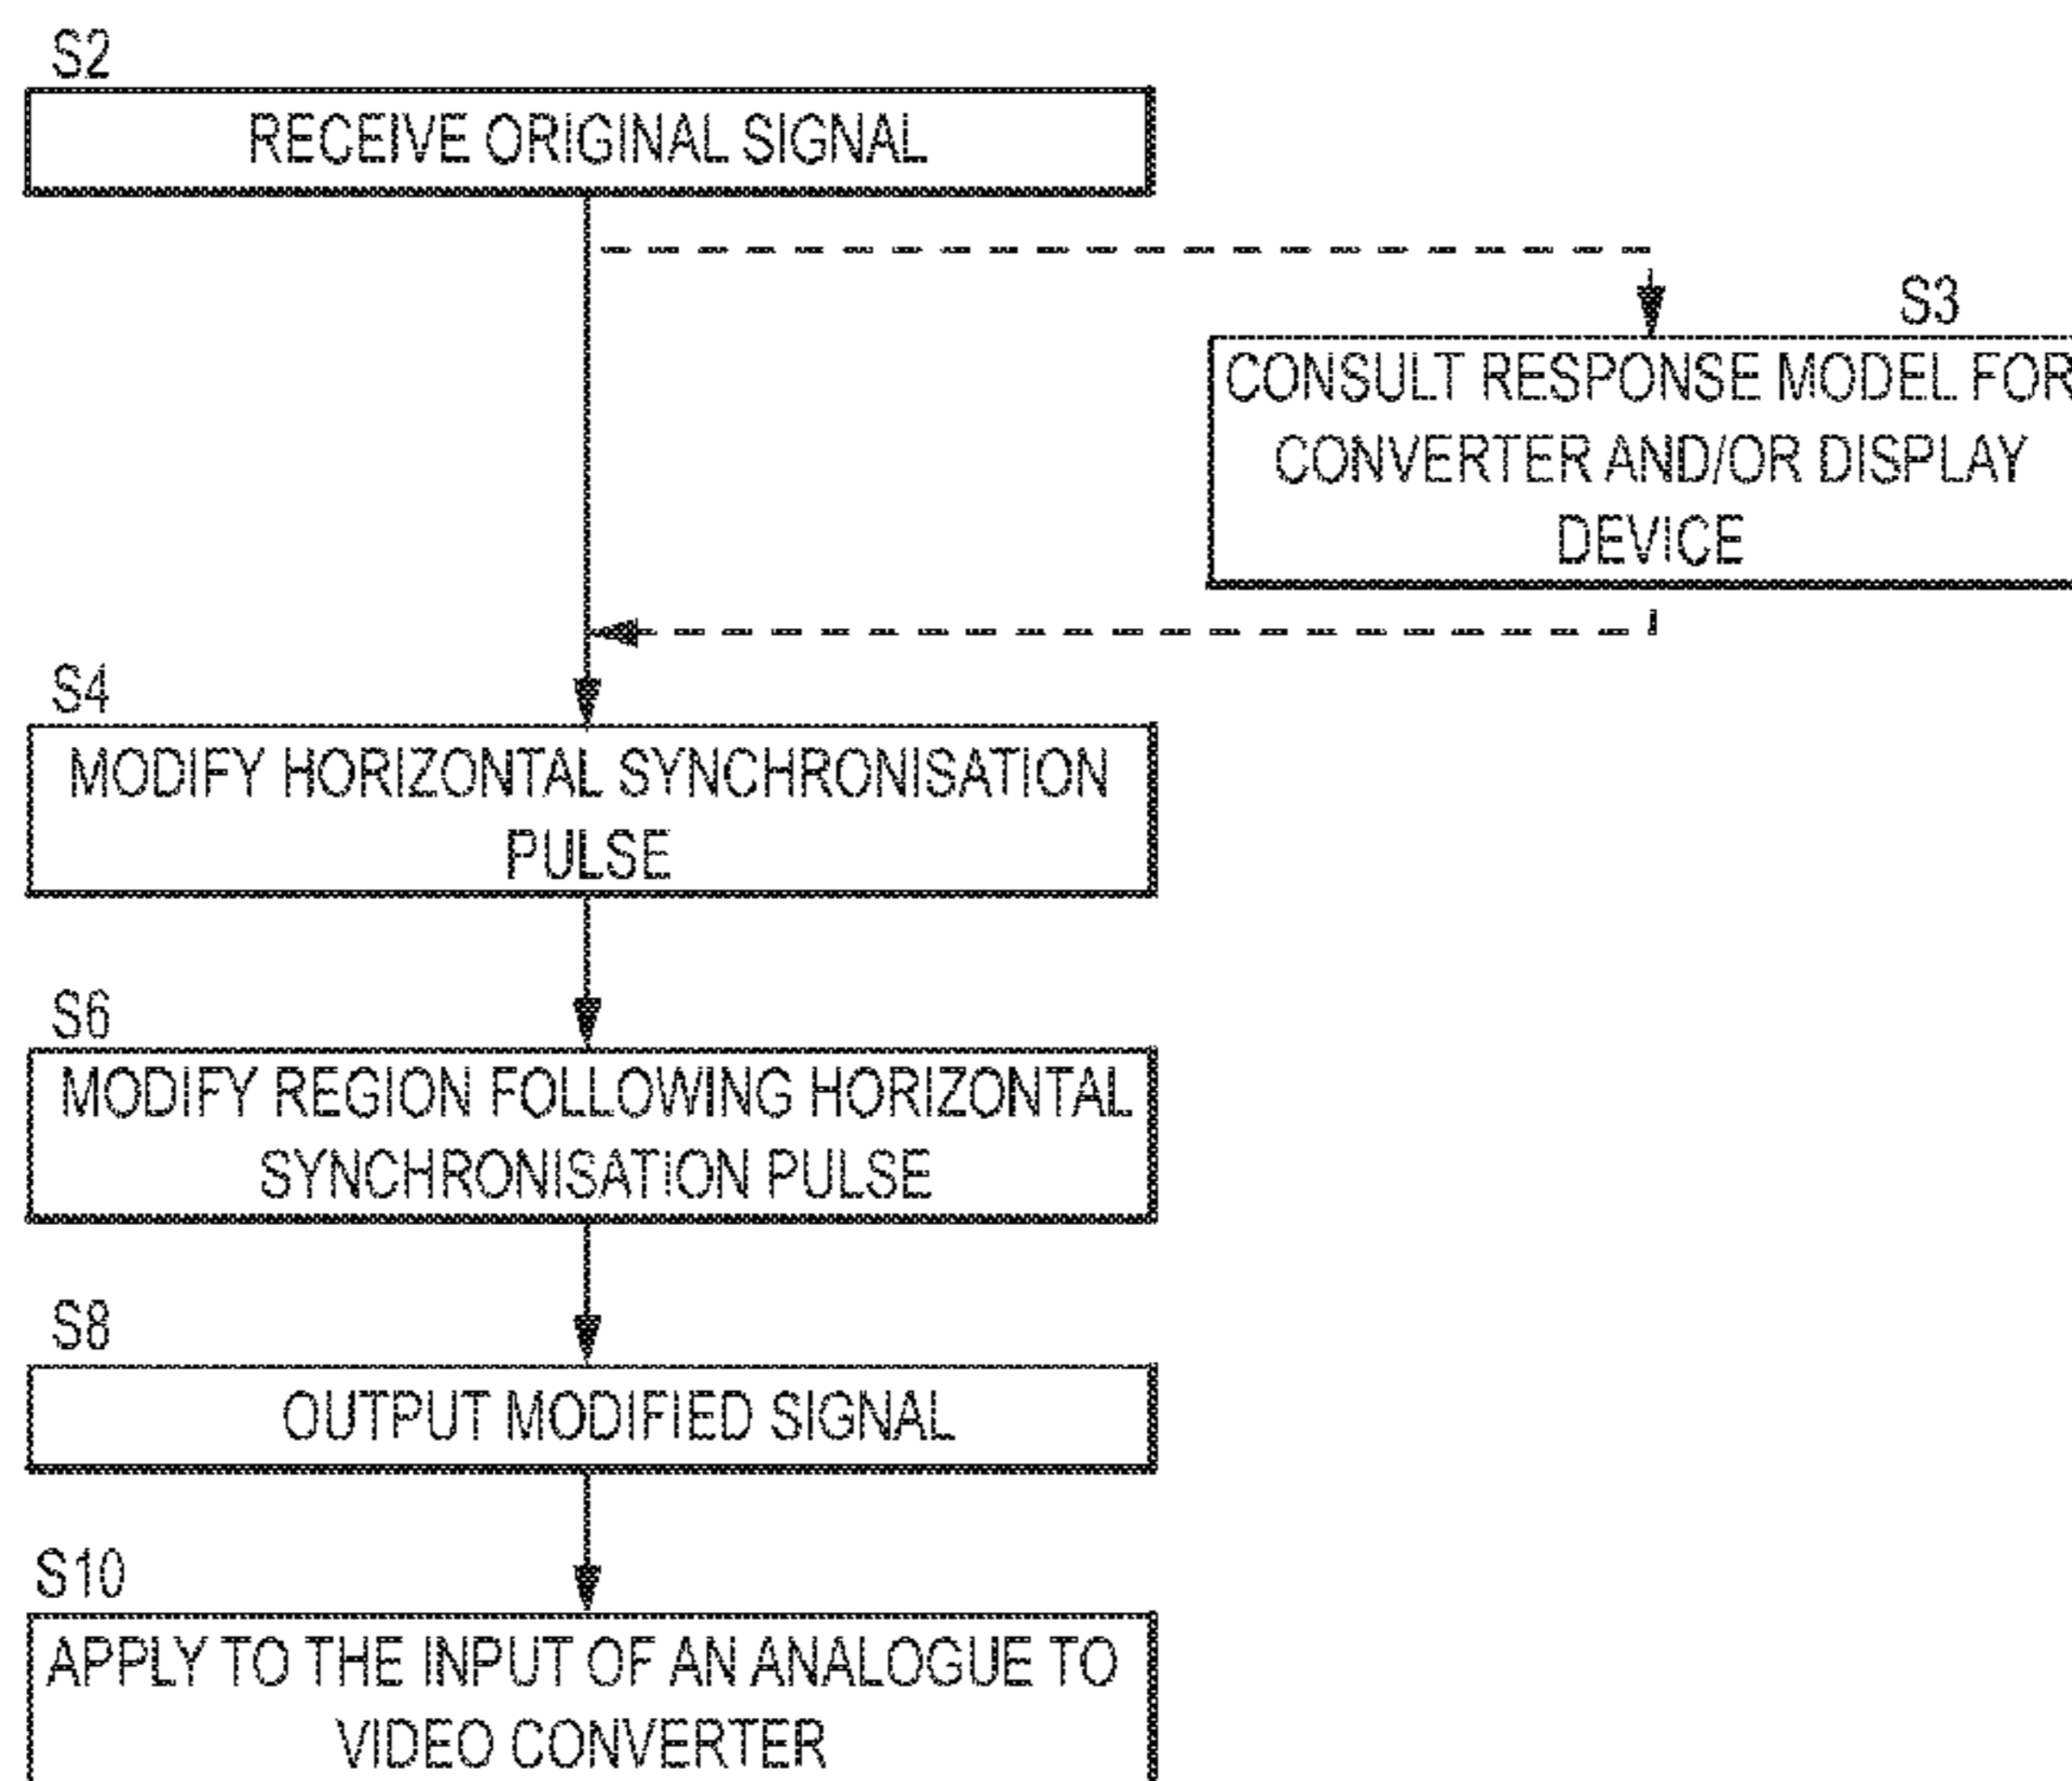 S2
RECEIVE ORIGINAL SIGNAL
S3
CONSULT RESPONSE MODEL FOR
CONVERTER AND/OR DISPLAY
DEVICE
S4
MODIFY HORIZONTAL SYNCHRONISATION
PULSE
S6
MODIFY REGION FOLLOWING HORIZONTAL
SYNCHRONISATION PULSE
S8
OUTPUT MODIFIED SIGNAL
S10
APPLY TO THE INPUT OF AN ANALOGUE TO
VIDEO CONVERTER